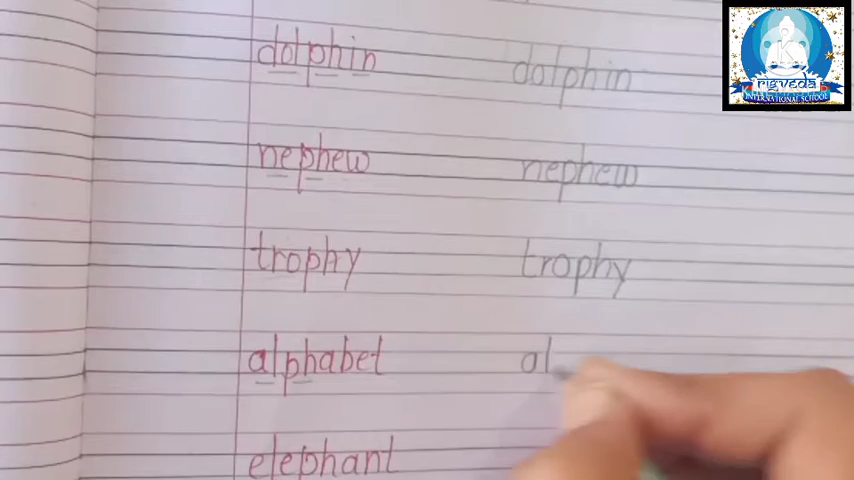 dolphin dolphin
nephew nephew
trophy trophy
alphabet al
elephant
rigveda
INTERNATIONAL SCHOOL